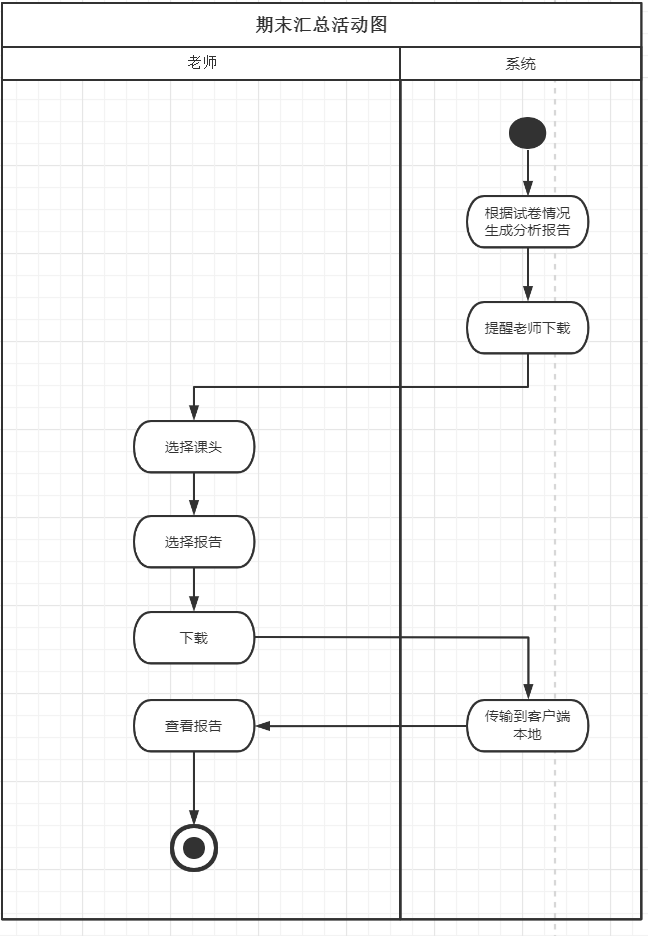 期末汇总活动图
老师
系统
根据试卷情况
生成分析报告
提醒老师下载
选择课头
选择报告
下载
传输到客户端
本地
查看报告